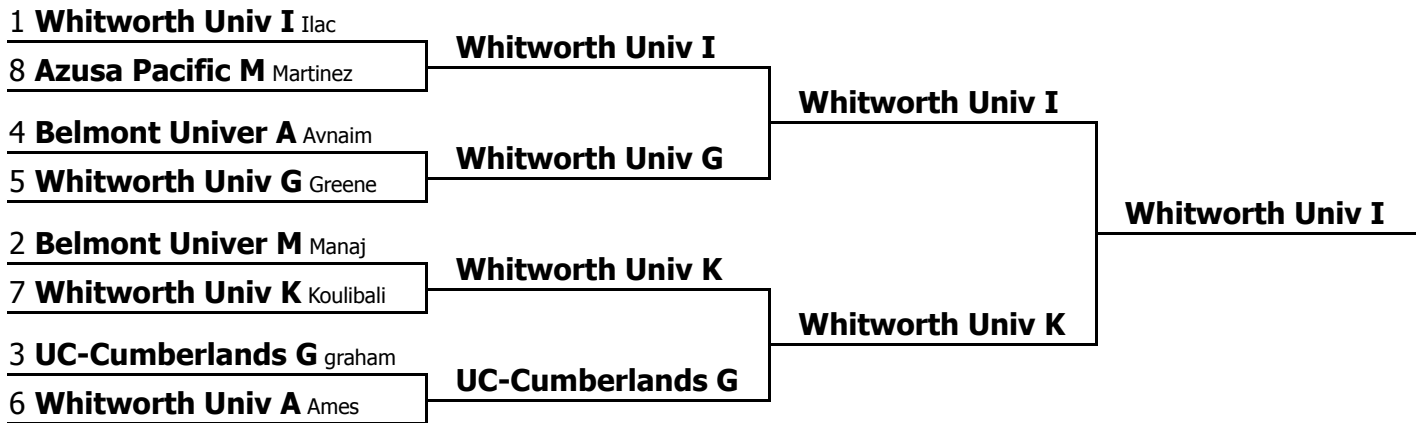 1 Whitworth Univ I Ilac
8 Azusa Pacific M Martinez
4 Belmont Univer A Avnaim
5 Whitworth Univ G Greene
2 Belmont Univer M Manaj
7 Whitworth Univ K Koulibali
3 UC-Cumberlands G graham
6 Whitworth Univ A Ames
Whitworth Univ I
Whitworth Univ G
Whitworth Univ K
UC-Cumberlands G
Whitworth Univ I
Whitworth Univ K
Whitworth Univ I